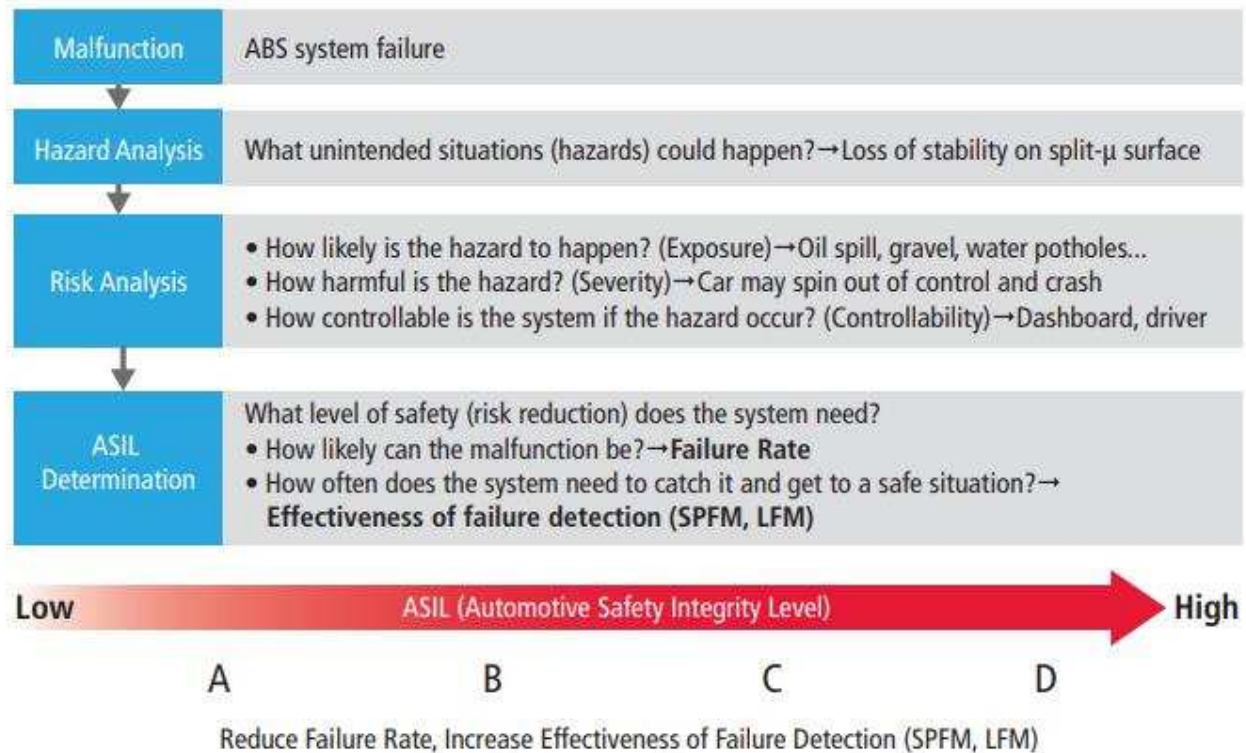 Malfunction
ABS system failure
Hazard Analysis
What unintended situations (hazards) could happen?→Loss of stability on split-μ surface
Risk Analysis
• How likely is the hazard to happen? (Exposure)→Oil spill, gravel, water potholes...
• How harmful is the hazard? (Severity)→Car may spin out of control and crash
• How controllable is the system if the hazard occur? (Controllability)→Dashboard, driver
ASIL
Determination
What level of safety (risk reduction) does the system need?
• How likely can the malfunction be?→Failure Rate
• How often does the system need to catch it and get to a safe situation?→
Effectiveness of failure detection (SPFM, LFM)
Low
ASIL (Automotive Safety Integrity Level)
High
A
B
C
D
Reduce Failure Rate, Increase Effectiveness of Failure Detection (SPFM, LFM)